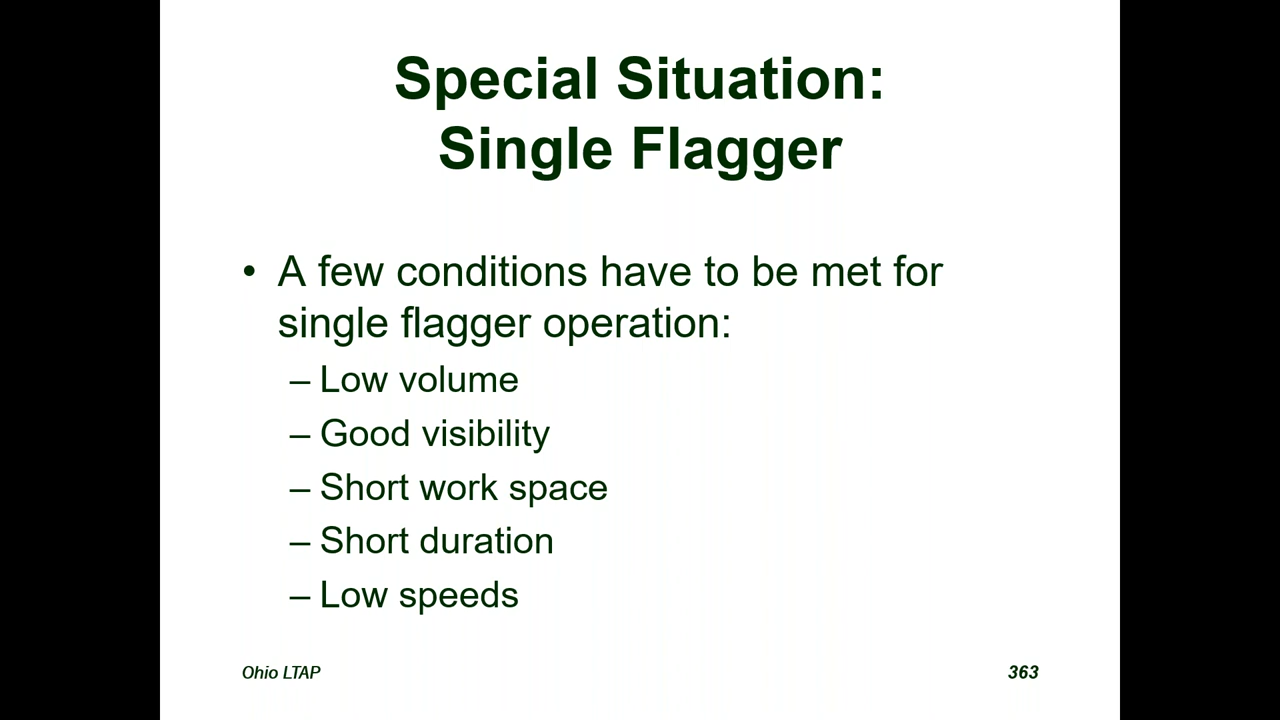 Special Situation:
Single Flagger
• A few conditions have to be met for
single flagger operation:
– Low volume
– Good visibility
– Short work space
– Short duration
– Low speeds
Ohio LTAP
363